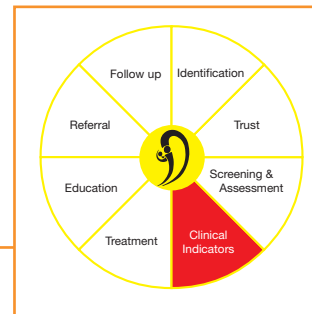 Follow up
Identification
Referral
Trust
Education
Screening &
Assessment
Treatment
Clinical
Indicators